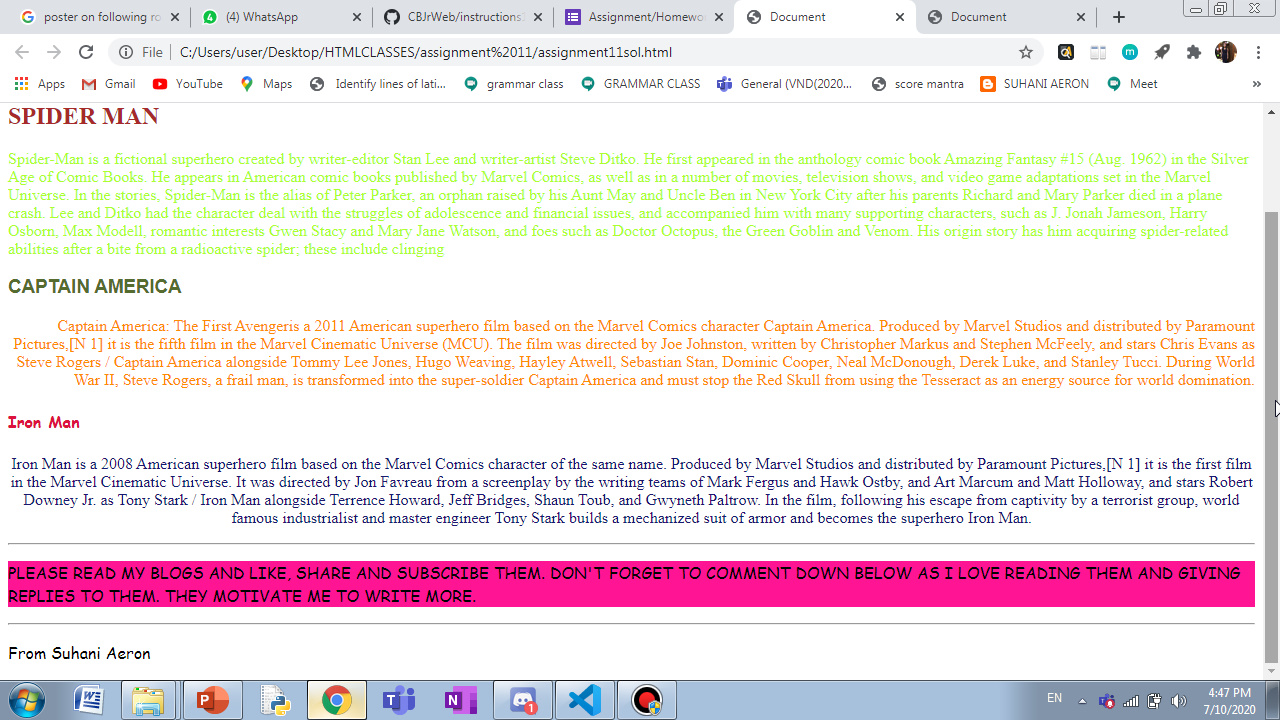 poster on following ro
(4) WhatsApp
CBJrWeb/instructions
Assignment/Homewo
Document
Document
File
C:/Users/user/Desktop/HTMLCLASSES/assignment%2011/assignment11sol.html
Apps
Gmail
YouTube
Maps
Identify lines of lati...
grammar class
GRAMMAR CLASS
General (VND(2020...
score mantra
SUHANI AERON
Meet
»
SPIDER MAN
Spider-Man is a fictional superhero created by writer-editor Stan Lee and writer-artist Steve Ditko. He first appeared in the anthology comic book Amazing Fantasy #15 (Aug. 1962) in the Silver
Age of Comic Books. He appears in American comic books published by Marvel Comics, as well as in a number of movies, television shows, and video game adaptations set in the Marvel
Universe. In the stories, Spider-Man is the alias of Peter Parker, an orphan raised by his Aunt May and Uncle Ben in New York City after his parents Richard and Mary Parker died in a plane
crash. Lee and Ditko had the character deal with the struggles of adolescence and financial issues, and accompanied him with many supporting characters, such as J. Jonah Jameson, Harry
Osborn, Max Modell, romantic interests Gwen Stacy and Mary Jane Watson, and foes such as Doctor Octopus, the Green Goblin and Venom. His origin story has him acquiring spider-related
abilities after a bite from a radioactive spider; these include clinging
CAPTAIN AMERICA
Captain America: The First Avengeris a 2011 American superhero film based on the Marvel Comics character Captain America. Produced by Marvel Studios and distributed by Paramount
Pictures,[N 1] it is the fifth film in the Marvel Cinematic Universe (MCU). The film was directed by Joe Johnston, written by Christopher Markus and Stephen McFeely, and stars Chris Evans as
Steve Rogers / Captain America alongside Tommy Lee Jones, Hugo Weaving, Hayley Atwell, Sebastian Stan, Dominic Cooper, Neal McDonough, Derek Luke, and Stanley Tucci. During World
War II, Steve Rogers, a frail man, is transformed into the super-soldier Captain America and must stop the Red Skull from using the Tesseract as an energy source for world domination.
Iron Man
Iron Man is a 2008 American superhero film based on the Marvel Comics character of the same name. Produced by Marvel Studios and distributed by Paramount Pictures,[N 1] it is the first film
in the Marvel Cinematic Universe. It was directed by Jon Favreau from a screenplay by the writing teams of Mark Fergus and Hawk Ostby, and Art Marcum and Matt Holloway, and stars Robert
Downey Jr. as Tony Stark / Iron Man alongside Terrence Howard, Jeff Bridges, Shaun Toub, and Gwyneth Paltrow. In the film, following his escape from captivity by a terrorist group, world
famous industrialist and master engineer Tony Stark builds a mechanized suit of armor and becomes the superhero Iron Man.
PLEASE READ MY BLOGS AND LIKE, SHARE AND SUBSCRIBE THEM. DON'T FORGET TO COMMENT DOWN BELOW AS I LOVE READING THEM AND GIVING
REPLIES TO THEM. THEY MOTIVATE ME TO WRITE MORE.
From Suhani Aeron
EN
4:47 PM
7/10/2020